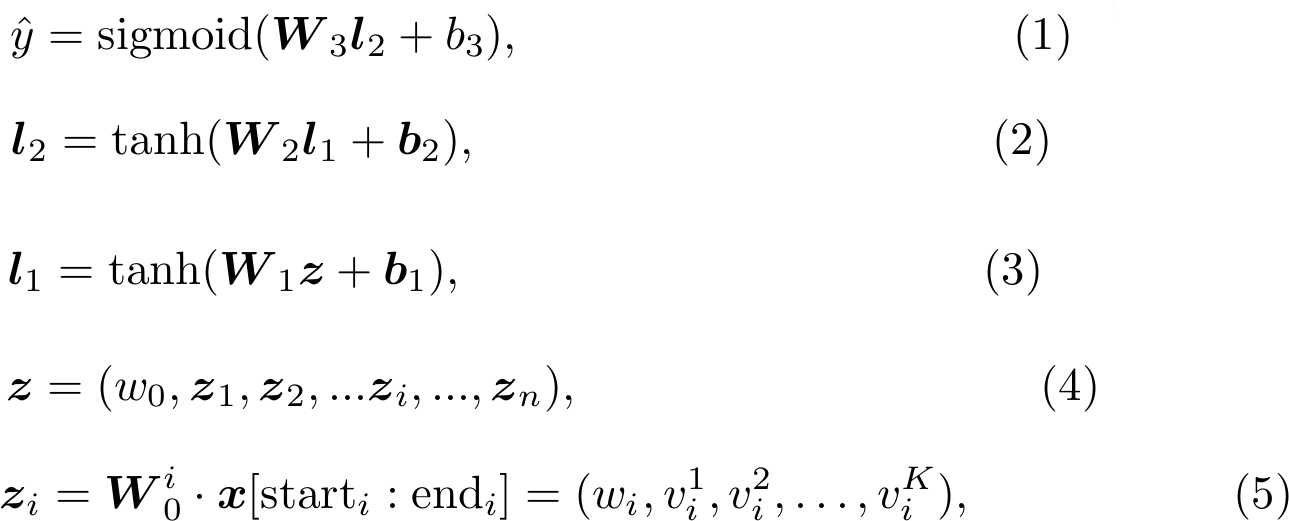 ŷ = sigmoid(W₃l₂ + b₃), (1)
l₂ = tanh(W₂l₁ + b₂), (2)
l₁ = tanh(W₁z + b₁), (3)
z = (w₀, z₁, z₂, ...zᵢ, ..., zₙ), (4)
zᵢ = W₀ⁱ · x[startᵢ : endᵢ] = (wᵢ, vᵢ¹, vᵢ², . . . , vᵢᴷ), (5)